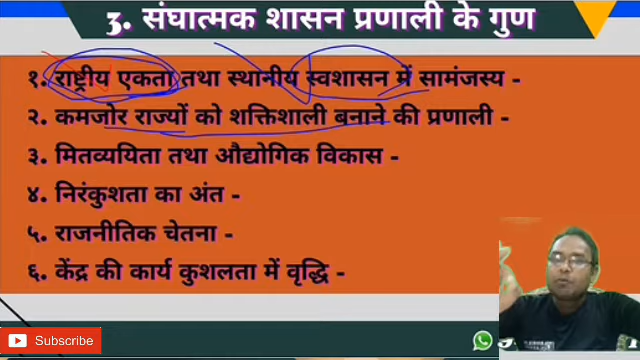 3. संघात्मक शासन प्रणाली के गुण
१. राष्ट्रीय एकता तथा स्थानीय स्वशासन में सामंजस्य -
२. कमजोर राज्यों को शक्तिशाली बनाने की प्रणाली -
३. मितव्ययिता तथा औद्योगिक विकास -
४. निरंकुशता का अंत -
५. राजनीतिक चेतना -
६. केंद्र की कार्य कुशलता में वृद्धि -
Subscribe